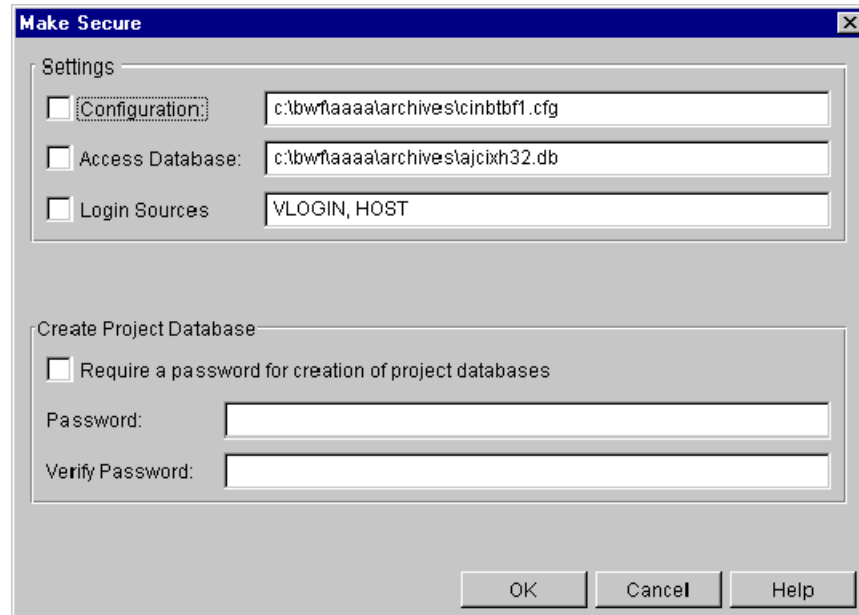 Make Secure
Settings
Configuration: c:\bwf\aaaa\archives\cinbtbf1.cfg
Access Database: c:\bwf\aaaa\archives\ajcixh32.db
Login Sources VLOGIN, HOST
Create Project Database
Require a password for creation of project databases
Password:
Verify Password:
OK Cancel Help